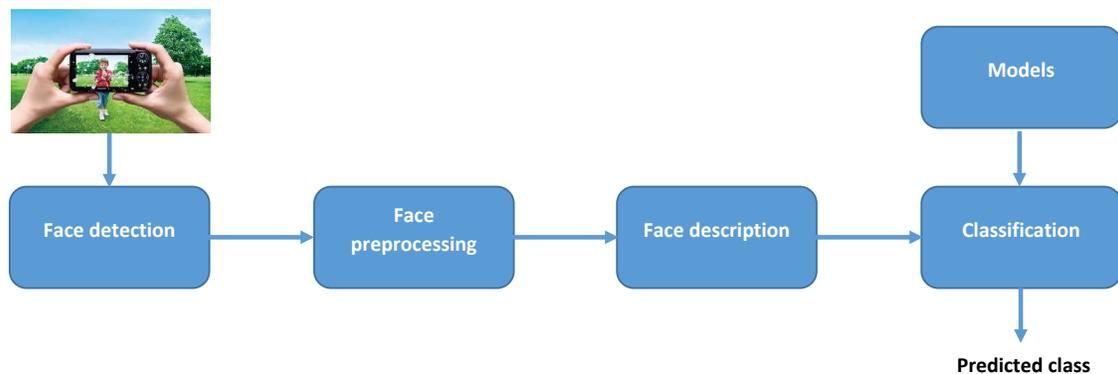 Models
Face detection
Face
preprocessing
Face description
Classification
Predicted class